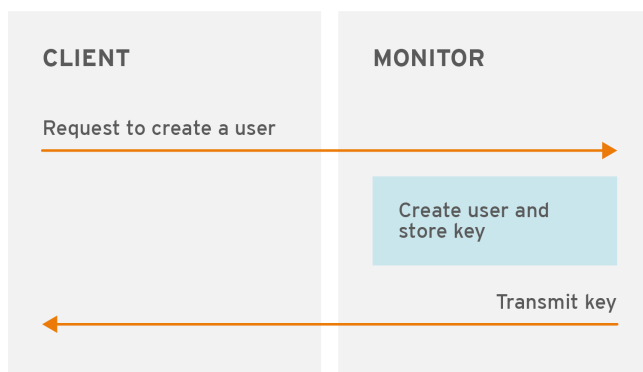 CLIENT
MONITOR
Request to create a user
Create user and
store key
Transmit key